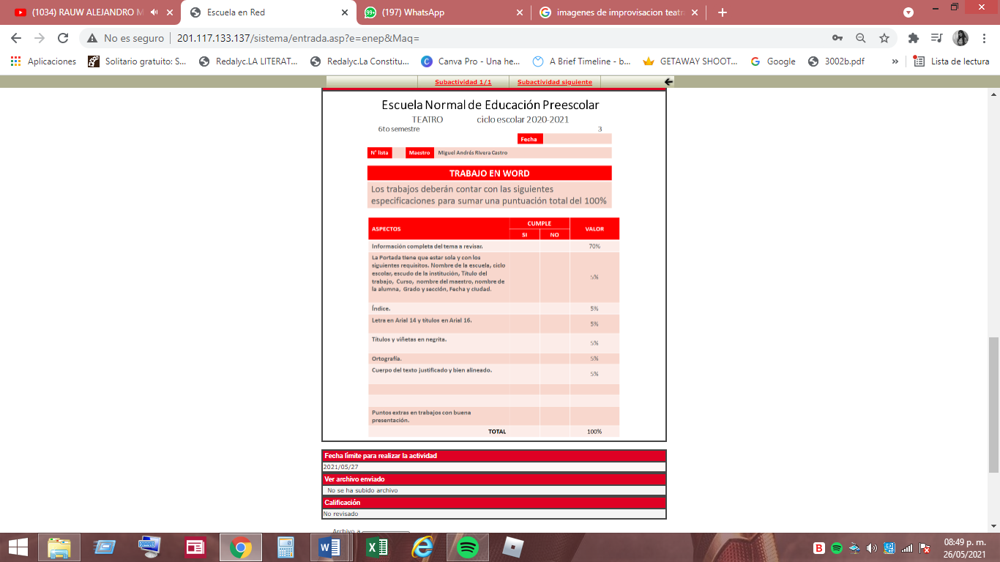 (1034) RAUW ALEJANDRO M
Escuela en Red
99+
(197) WhatsApp
imagenes de improvisacion teatr
No es seguro
201.117.133.137/sistema/entrada.asp?e=enep&Maq=
Aplicaciones
Solitario gratuito: S...
Redalyc.LA LITERAT...
Redalyc.La Constitu...
Canva Pro - Una he...
A Brief Timeline - b...
GETAWAY SHOOT...
Google
3002b.pdf
»
Lista de lectura
Subactividad 1/1
Subactividad siguiente
Escuela Normal de Educación Preescolar
TEATRO ciclo escolar 2020-2021
6to semestre 3
Fecha
N° lista Maestro Miguel Andrés Rivera Castro
TRABAJO EN WORD
Los trabajos deberán contar con las siguientes
especificaciones para sumar una puntuación total del 100%
ASPECTOS CUMPLE VALOR
SI NO
Información completa del tema a revisar. 70%
La Portada tiene que estar sola y con los
siguientes requisitos. Nombre de la escuela, ciclo
escolar, escudo de la institución, Título del
trabajo, Curso, nombre del maestro, nombre de
la alumna, Grado y sección, Fecha y ciudad.
5%
Índice. 5%
Letra en Arial 14 y títulos en Arial 16. 5%
Títulos y viñetas en negrita. 5%
Ortografía. 5%
Cuerpo del texto justificado y bien alineado. 5%
Puntos extras en trabajos con buena
presentación.
TOTAL 100%
Fecha límite para realizar la actividad
2021/05/27
Ver archivo enviado
No se ha subido archivo
Calificación
No revisado
Archivo a
08:49 p. m.
26/05/2021